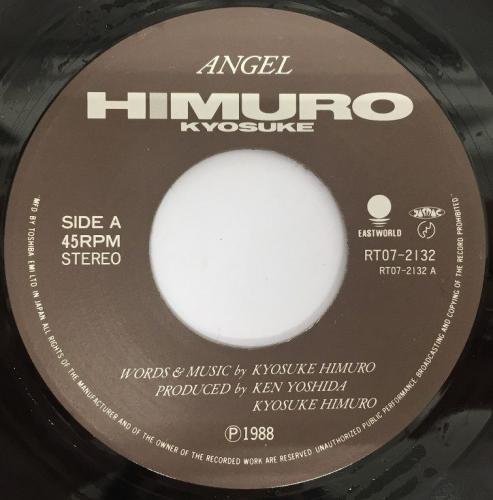 ANGEL
HIMURO
KYOSUKE
SIDE A
45RPM
STEREO
EASTWORLD
JASRAC
RT07-2132
RT07-2132 A
WORDS & MUSIC by KYOSUKE HIMURO
PRODUCED by KEN YOSHIDA
KYOSUKE HIMURO
Ⓟ1988
"MF'D BY TOSHIBA EMI LTD IN JAPAN. ALL RIGHTS OF THE MANUFACTURER AND OF THE OWNER OF THE RECORDED WORK ARE RESERVED. UNAUTHORIZED PUBLIC PERFORMANCE BROADCASTING AND COPYING OF THE RECORD PROHIBITED"